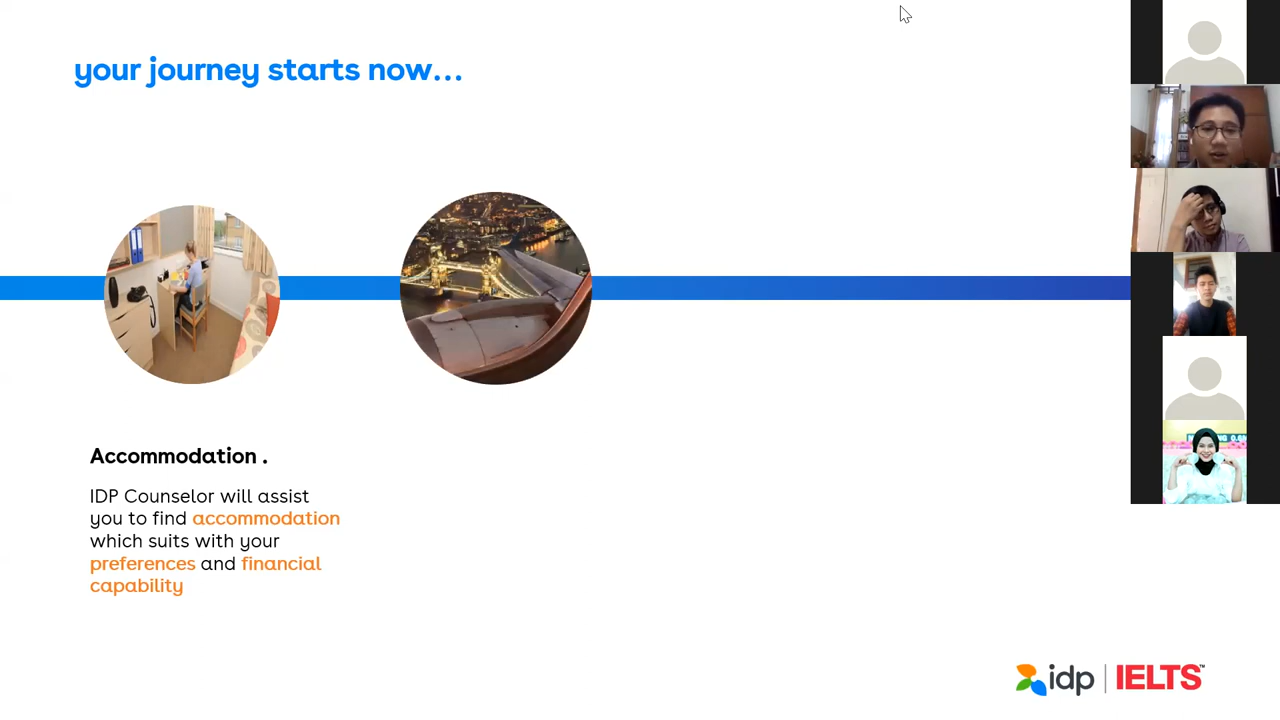 your journey starts now...
Accommodation .
IDP Counselor will assist
you to find accommodation
which suits with your
preferences and financial
capability
idp | IELTS™